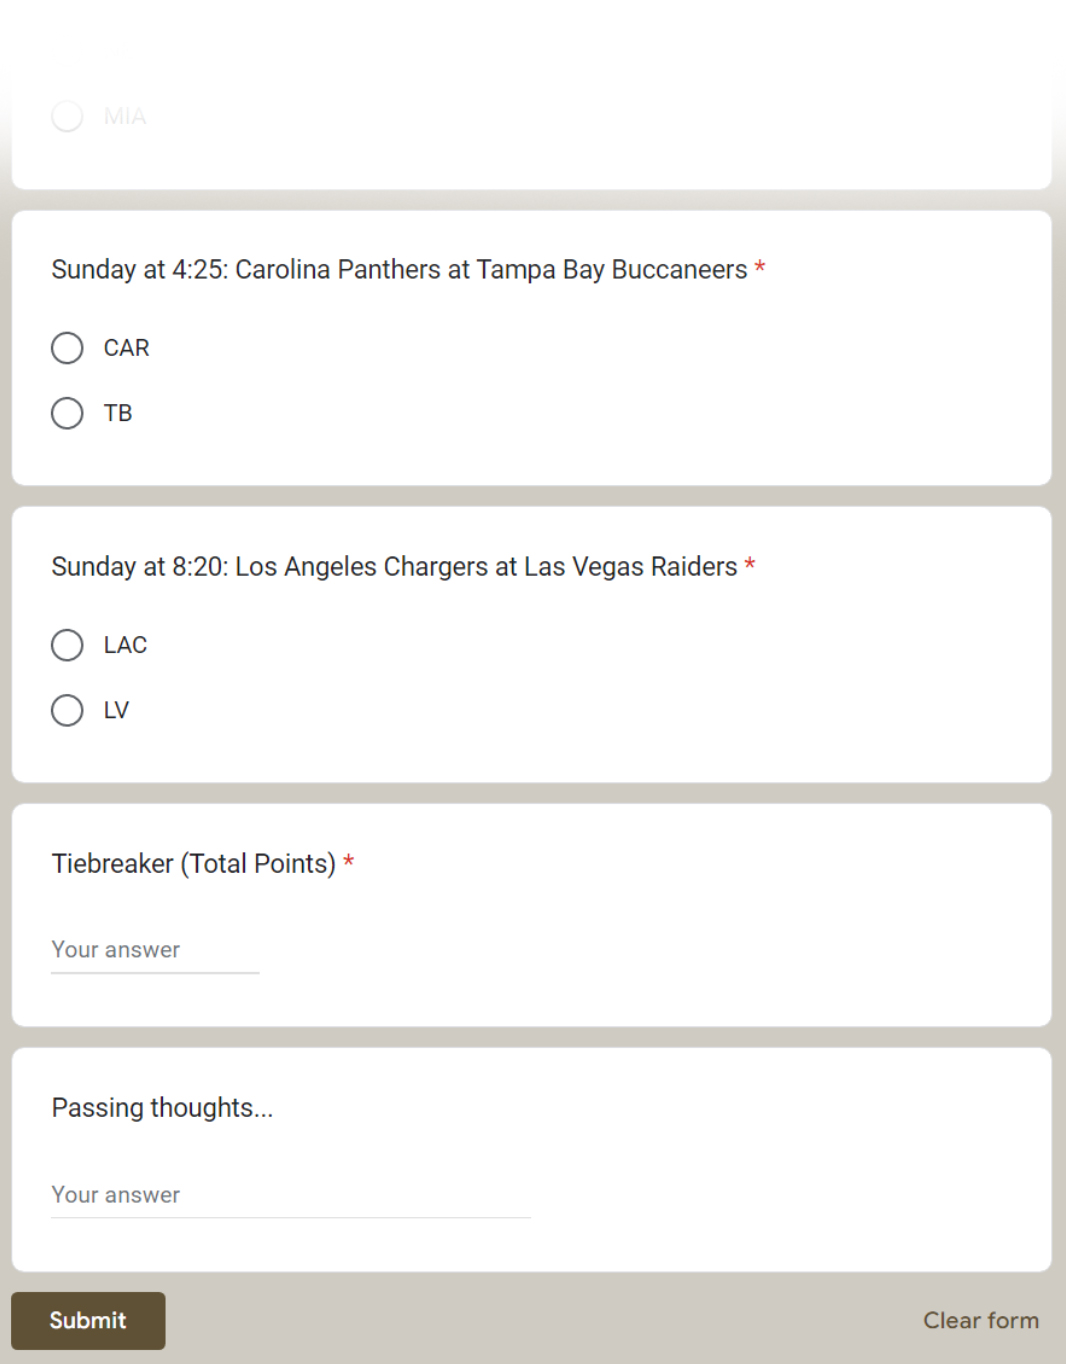 MIA
Sunday at 4:25: Carolina Panthers at Tampa Bay Buccaneers *
CAR
TB
Sunday at 8:20: Los Angeles Chargers at Las Vegas Raiders *
LAC
LV
Tiebreaker (Total Points) *
Your answer
Passing thoughts...
Your answer
Submit
Clear form